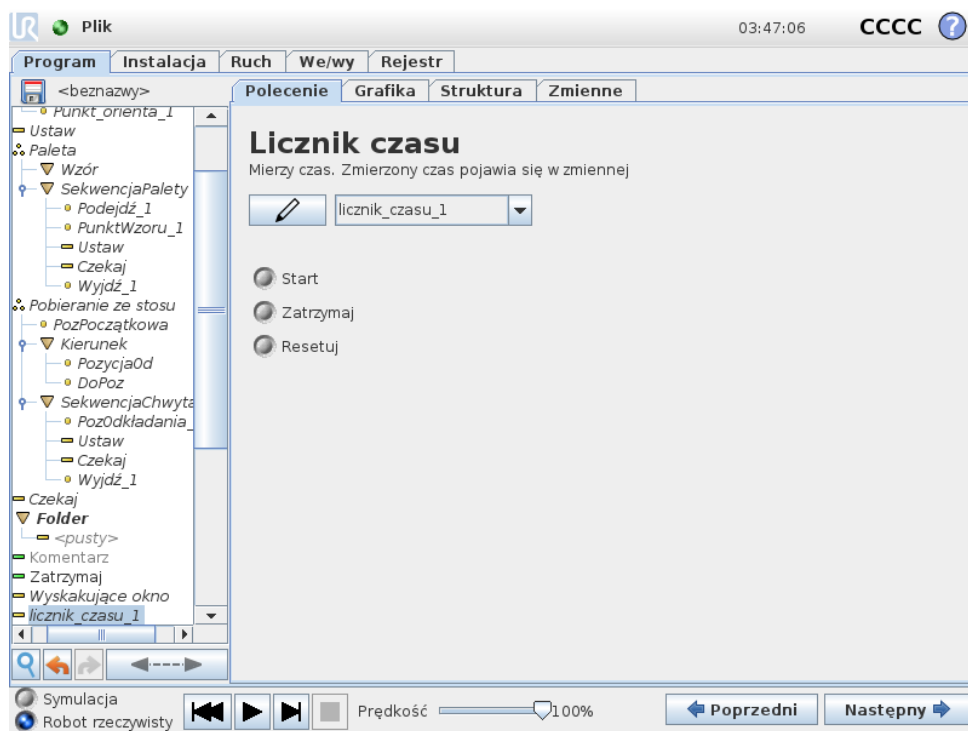 Plik 03:47:06 CCCC ?
Program Instalacja Ruch We/wy Rejestr
<beznazwy>
Polecenie Grafika Struktura Zmienne
Punkt_orienta_1
Ustaw
Paleta
Wzór
SekwencjaPalety
Podejdź_1
PunktWzoru_1
Ustaw
Czekaj
Wyjdź_1
Pobieranie ze stosu
PozPoczątkowa
Kierunek
PozycjaOd
DoPoz
SekwencjaChwyta
PozOdkładania_
Ustaw
Czekaj
Wyjdź_1
Czekaj
Folder
<pusty>
Komentarz
Zatrzymaj
Wyskakujące okno
licznik_czasu_1
Licznik czasu
Mierzy czas. Zmierzony czas pojawia się w zmiennej
licznik_czasu_1
Start
Zatrzymaj
Resetuj
Symulacja
Robot rzeczywisty
Prędkość 100%
Poprzedni
Następny